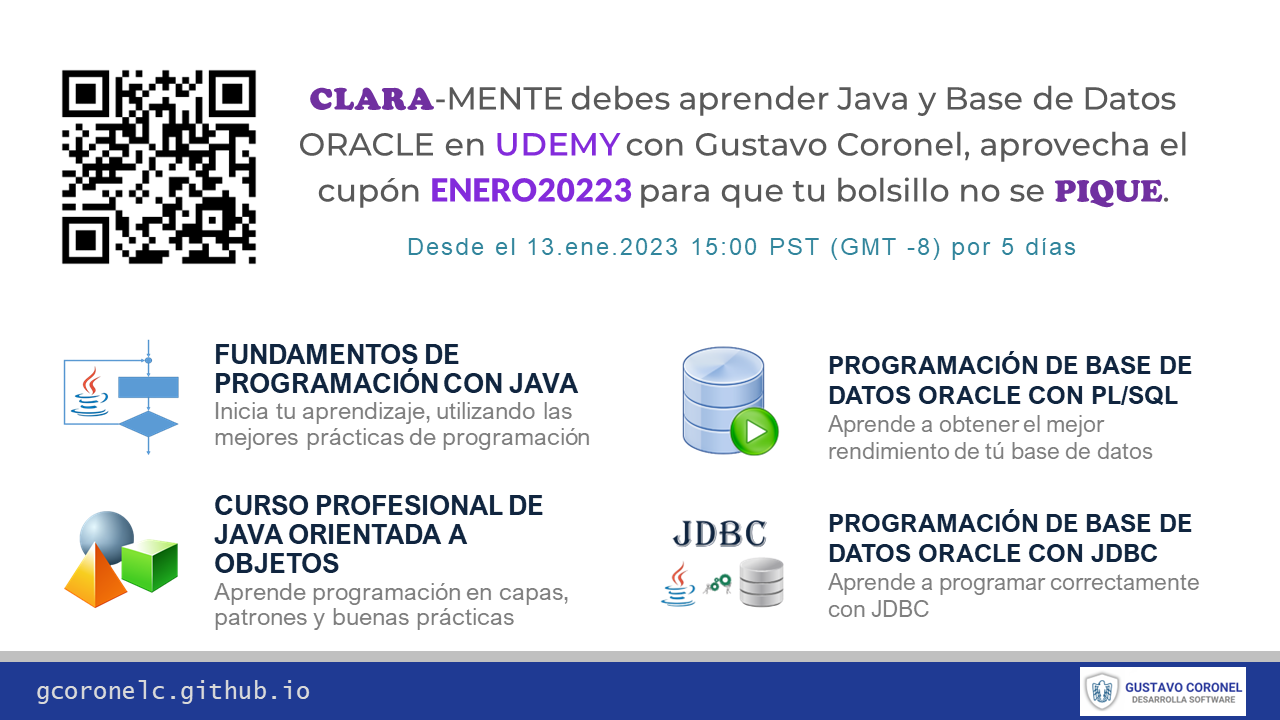 CLARA-MENTE debes aprender Java y Base de Datos
ORACLE en UDEMY con Gustavo Coronel, aprovecha el
cupón ENERO20223 para que tu bolsillo no se PIQUE.
Desde el 13.ene.2023 15:00 PST (GMT -8) por 5 días
FUNDAMENTOS DE
PROGRAMACIÓN CON JAVA
Inicia tu aprendizaje, utilizando las
mejores prácticas de programación
PROGRAMACIÓN DE BASE DE
DATOS ORACLE CON PL/SQL
Aprende a obtener el mejor
rendimiento de tú base de datos
CURSO PROFESIONAL DE
JAVA ORIENTADA A
OBJETOS
Aprende programación en capas,
patrones y buenas prácticas
JDBC
PROGRAMACIÓN DE BASE DE
DATOS ORACLE CON JDBC
Aprende a programar correctamente
con JDBC
gcoronelc.github.io
GUSTAVO CORONEL
DESARROLLA SOFTWARE